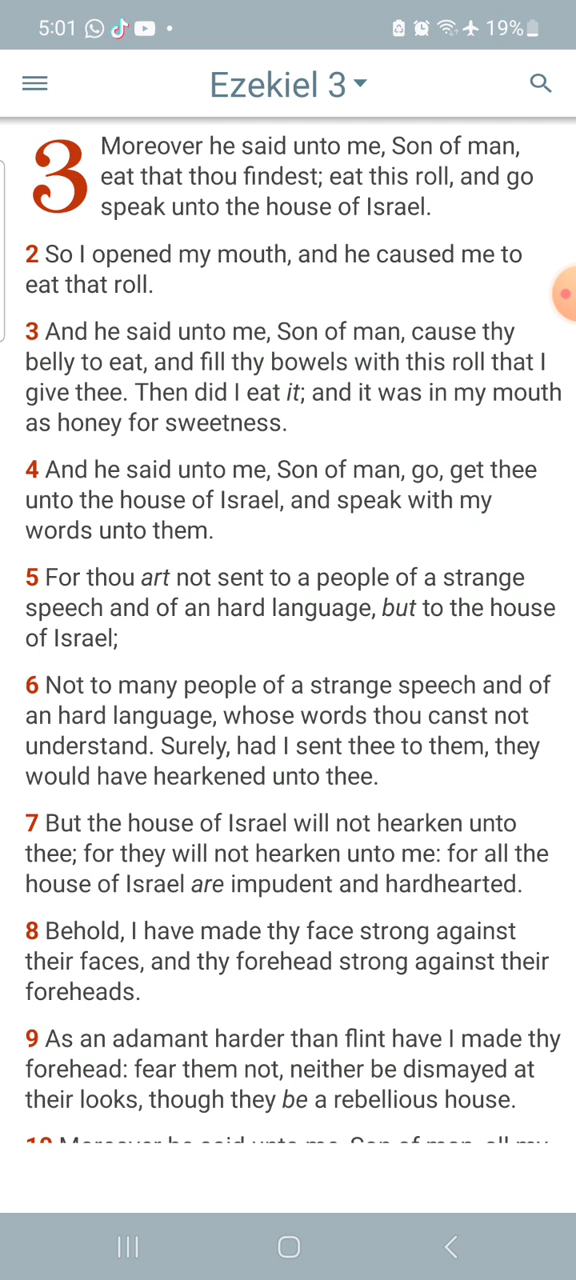 5:01
19%
Ezekiel 3
3 Moreover he said unto me, Son of man,
eat that thou findest; eat this roll, and go
speak unto the house of Israel.
2 So I opened my mouth, and he caused me to
eat that roll.
3 And he said unto me, Son of man, cause thy
belly to eat, and fill thy bowels with this roll that I
give thee. Then did I eat it; and it was in my mouth
as honey for sweetness.
4 And he said unto me, Son of man, go, get thee
unto the house of Israel, and speak with my
words unto them.
5 For thou art not sent to a people of a strange
speech and of an hard language, but to the house
of Israel;
6 Not to many people of a strange speech and of
an hard language, whose words thou canst not
understand. Surely, had I sent thee to them, they
would have hearkened unto thee.
7 But the house of Israel will not hearken unto
thee; for they will not hearken unto me: for all the
house of Israel are impudent and hardhearted.
8 Behold, I have made thy face strong against
their faces, and thy forehead strong against their
foreheads.
9 As an adamant harder than flint have I made thy
forehead: fear them not, neither be dismayed at
their looks, though they be a rebellious house.
10 Moreover he said unto me, Son of man, all my